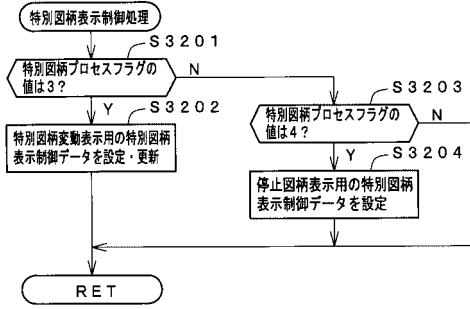 特別図柄表示制御処理
S3201
特別図柄プロセスフラグの
値は3?
N
Y
S3202
特別図柄変動表示用の特別図柄
表示制御データを設定・更新
S3203
特別図柄プロセスフラグの
値は4?
N
Y
S3204
停止図柄表示用の特別図柄
表示制御データを設定
RET